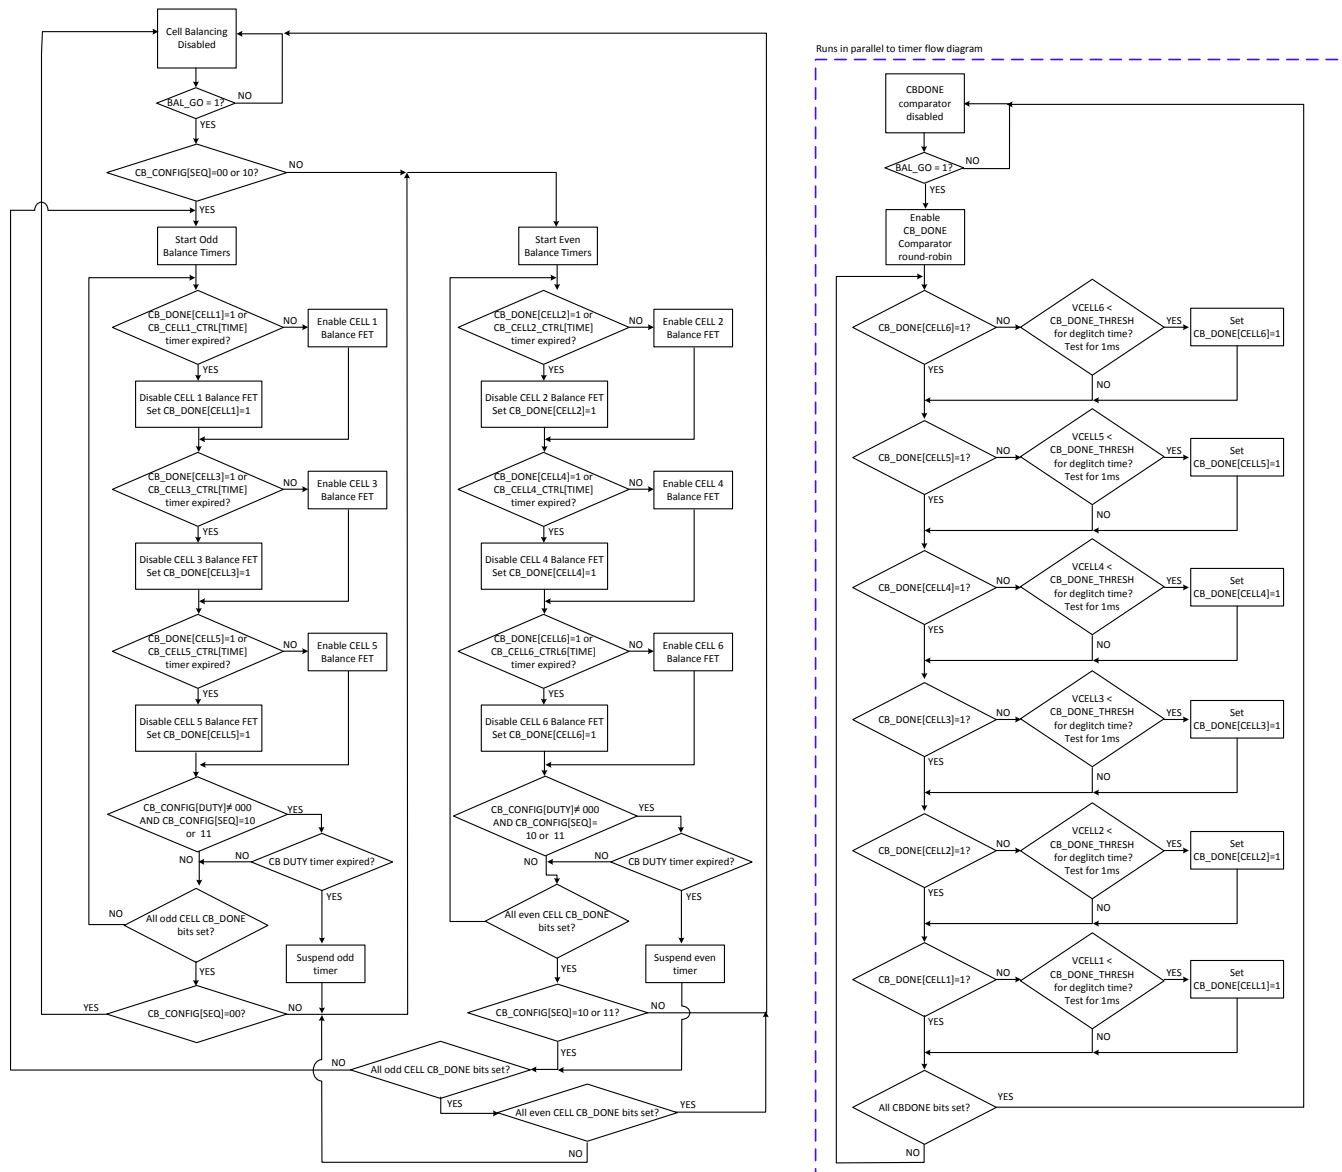 Cell Balancing
Disabled
BAL_GO = 1?
NO
YES
CB_CONFIG[SEQ]=00 or 10?
NO
YES
Start Odd
Balance Timers
CB_DONE[CELL1]=1 or
CB_CELL1_CTRL[TIME]
timer expired?
NO
Enable CELL 1
Balance FET
YES
Disable CELL 1 Balance FET
Set CB_DONE[CELL1]=1
CB_DONE[CELL3]=1 or
CB_CELL3_CTRL[TIME]
timer expired?
NO
Enable CELL 3
Balance FET
YES
Disable CELL 3 Balance FET
Set CB_DONE[CELL3]=1
CB_DONE[CELL5]=1 or
CB_CELL5_CTRL[TIME]
timer expired?
NO
Enable CELL 5
Balance FET
YES
Disable CELL 5 Balance FET
Set CB_DONE[CELL5]=1
CB_CONFIG[DUTY]≠ 000
AND CB_CONFIG[SEQ]=10
or 11
YES
NO
NO
CB DUTY timer expired?
YES
NO
All odd CELL CB_DONE
bits set?
Suspend odd
timer
YES
YES
CB_CONFIG[SEQ]=00?
NO
Start Even
Balance Timers
CB_DONE[CELL2]=1 or
CB_CELL2_CTRL[TIME]
timer expired?
NO
Enable CELL 2
Balance FET
YES
Disable CELL 2 Balance FET
Set CB_DONE[CELL2]=1
CB_DONE[CELL4]=1 or
CB_CELL4_CTRL[TIME]
timer expired?
NO
Enable CELL 4
Balance FET
YES
Disable CELL 4 Balance FET
Set CB_DONE[CELL4]=1
CB_DONE[CELL6]=1 or
CB_CELL6_CTRL6[TIME]
timer expired?
NO
Enable CELL 6
Balance FET
YES
Disable CELL 6 Balance FET
Set CB_DONE[CELL6]=1
CB_CONFIG[DUTY]≠ 000
AND CB_CONFIG[SEQ]=
10 or 11
YES
NO
NO
CB DUTY timer expired?
YES
All even CELL CB_DONE
bits set?
Suspend even
timer
YES
CB_CONFIG[SEQ]=10 or 11?
NO
YES
NO
All odd CELL CB_DONE bits set?
YES
All even CELL CB_DONE bits set?
YES
NO
Runs in parallel to timer flow diagram
CBDONE
comparator
disabled
BAL_GO = 1?
NO
YES
Enable
CB_DONE
Comparator
round-robin
CB_DONE[CELL6]=1?
NO
VCELL6 <
CB_DONE_THRESH
for deglitch time?
Test for 1ms
YES
Set
CB_DONE[CELL6]=1
YES
NO
CB_DONE[CELL5]=1?
NO
VCELL5 <
CB_DONE_THRESH
for deglitch time?
Test for 1ms
YES
Set
CB_DONE[CELL5]=1
YES
NO
CB_DONE[CELL4]=1?
NO
VCELL4 <
CB_DONE_THRESH
for deglitch time?
Test for 1ms
YES
Set
CB_DONE[CELL4]=1
YES
NO
CB_DONE[CELL3]=1?
NO
VCELL3 <
CB_DONE_THRESH
for deglitch time?
Test for 1ms
YES
Set
CB_DONE[CELL3]=1
YES
NO
CB_DONE[CELL2]=1?
NO
VCELL2 <
CB_DONE_THRESH
for deglitch time?
Test for 1ms
YES
Set
CB_DONE[CELL2]=1
YES
NO
CB_DONE[CELL1]=1?
NO
VCELL1 <
CB_DONE_THRESH
for deglitch time?
Test for 1ms
YES
Set
CB_DONE[CELL1]=1
YES
NO
All CBDONE bits set?
YES
NO